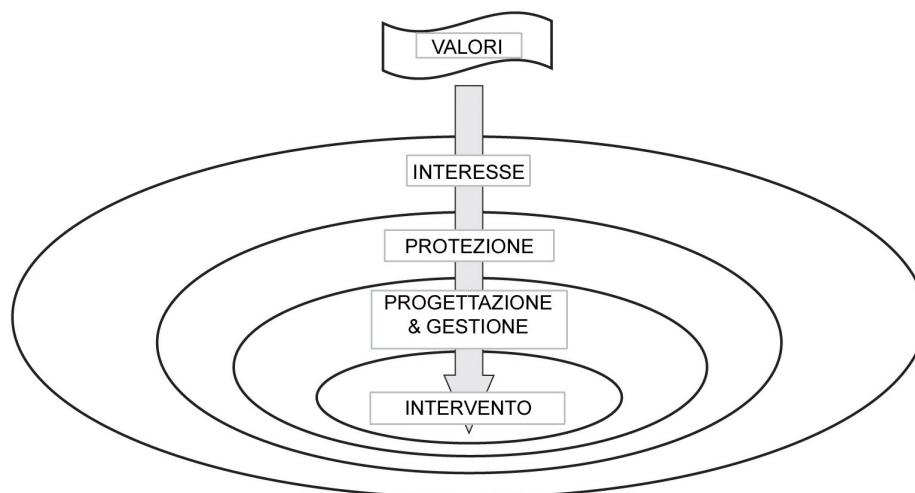 VALORI
INTERESSE
PROTEZIONE
PROGETTAZIONE
& GESTIONE
INTERVENTO